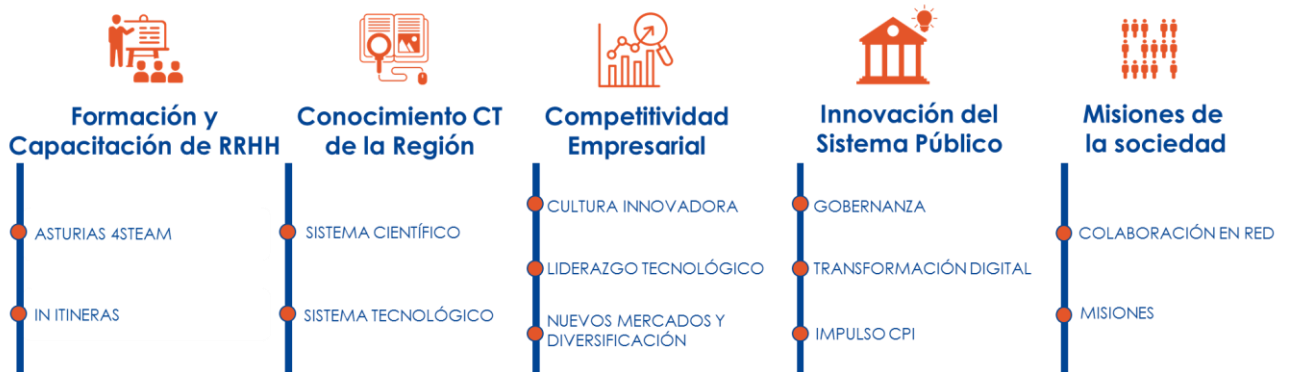 Formación y
Capacitación de RRHH
ASTURIAS 4STEAM
IN ITINERAS
Conocimiento CT
de la Región
SISTEMA CIENTÍFICO
SISTEMA TECNOLÓGICO
Competitividad
Empresarial
CULTURA INNOVADORA
LIDERAZGO TECNOLÓGICO
NUEVOS MERCADOS Y
DIVERSIFICACIÓN
Innovación del
Sistema Público
GOBERNANZA
TRANSFORMACIÓN DIGITAL
IMPULSO CPI
Misiones de
la sociedad
COLABORACIÓN EN RED
MISIONES